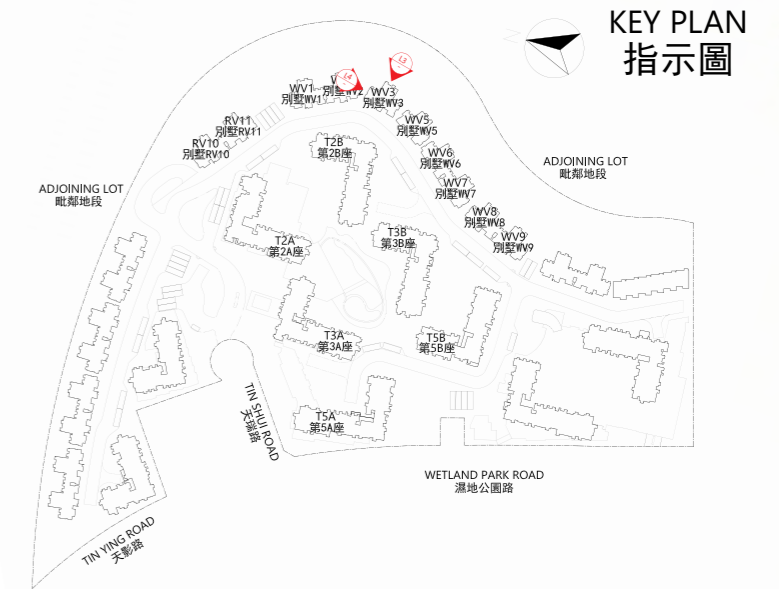 KEY PLAN
指示圖
L4
L3
WV1
別墅WV1
別墅WV2
WV3
別墅WV3
RV11
別墅RV11
WV5
別墅WV5
RV10
別墅RV10
T2B
第2B座
WV6
別墅WV6
ADJOINING LOT
毗鄰地段
ADJOINING LOT
毗鄰地段
WV7
別墅WV7
WV8
別墅WV8
T3B
第3B座
T2A
第2A座
WV9
別墅WV9
T3A
第3A座
T5B
第5B座
TIN SHUI ROAD
天瑞路
T5A
第5A座
WETLAND PARK ROAD
濕地公園路
TIN YING ROAD
天影路